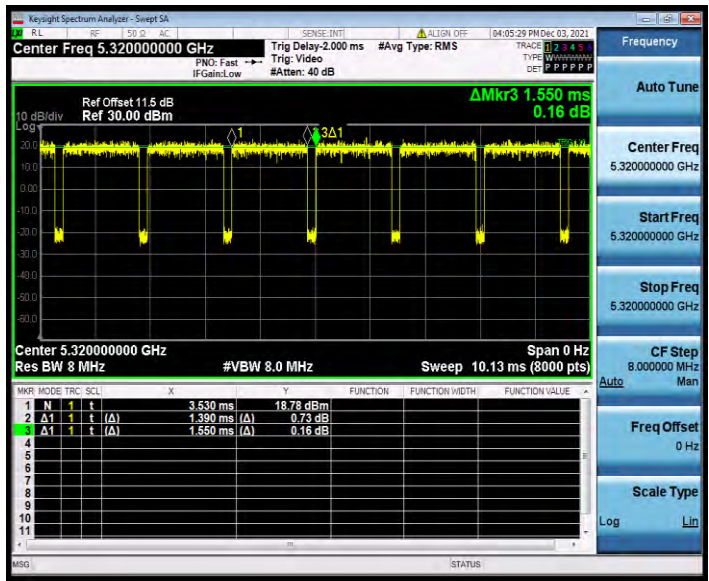 Keysight Spectrum Analyzer - Swept SA
RL RF 50 Ω AC SENSE:INT ALIGN OFF 04:05:29 PM Dec 03, 2021
Center Freq 5.320000000 GHz
PNO: Fast
IFGain:Low
Trig Delay-2.000 ms
Trig: Video
#Atten: 40 dB
#Avg Type: RMS
TRACE 1 2 3 4 5 6
TYPE
DET P P P P P P
Ref Offset 11.5 dB
10 dB/div Ref 30.00 dBm
ΔMkr3 1.550 ms
0.16 dB
Log
1
3Δ1
20.0
10.0
0.00
-10.0
-20.0
-30.0
-40.0
-50.0
-60.0
Center 5.320000000 GHz Span 0 Hz
Res BW 8 MHz #VBW 8.0 MHz Sweep 10.13 ms (8000 pts)
MKR MODE TRC SCL X Y FUNCTION FUNCTION WIDTH FUNCTION VALUE
1 N 1 t 3.530 ms 18.78 dBm
2 Δ1 1 t (Δ) 1.390 ms (Δ) 0.73 dB
3 Δ1 1 t (Δ) 1.550 ms (Δ) 0.16 dB
4
5
6
7
8
9
10
11
MSG STATUS
Frequency
Auto Tune
Center Freq
5.320000000 GHz
Start Freq
5.320000000 GHz
Stop Freq
5.320000000 GHz
CF Step
8.000000 MHz
Auto Man
Freq Offset
0 Hz
Scale Type
Log Lin